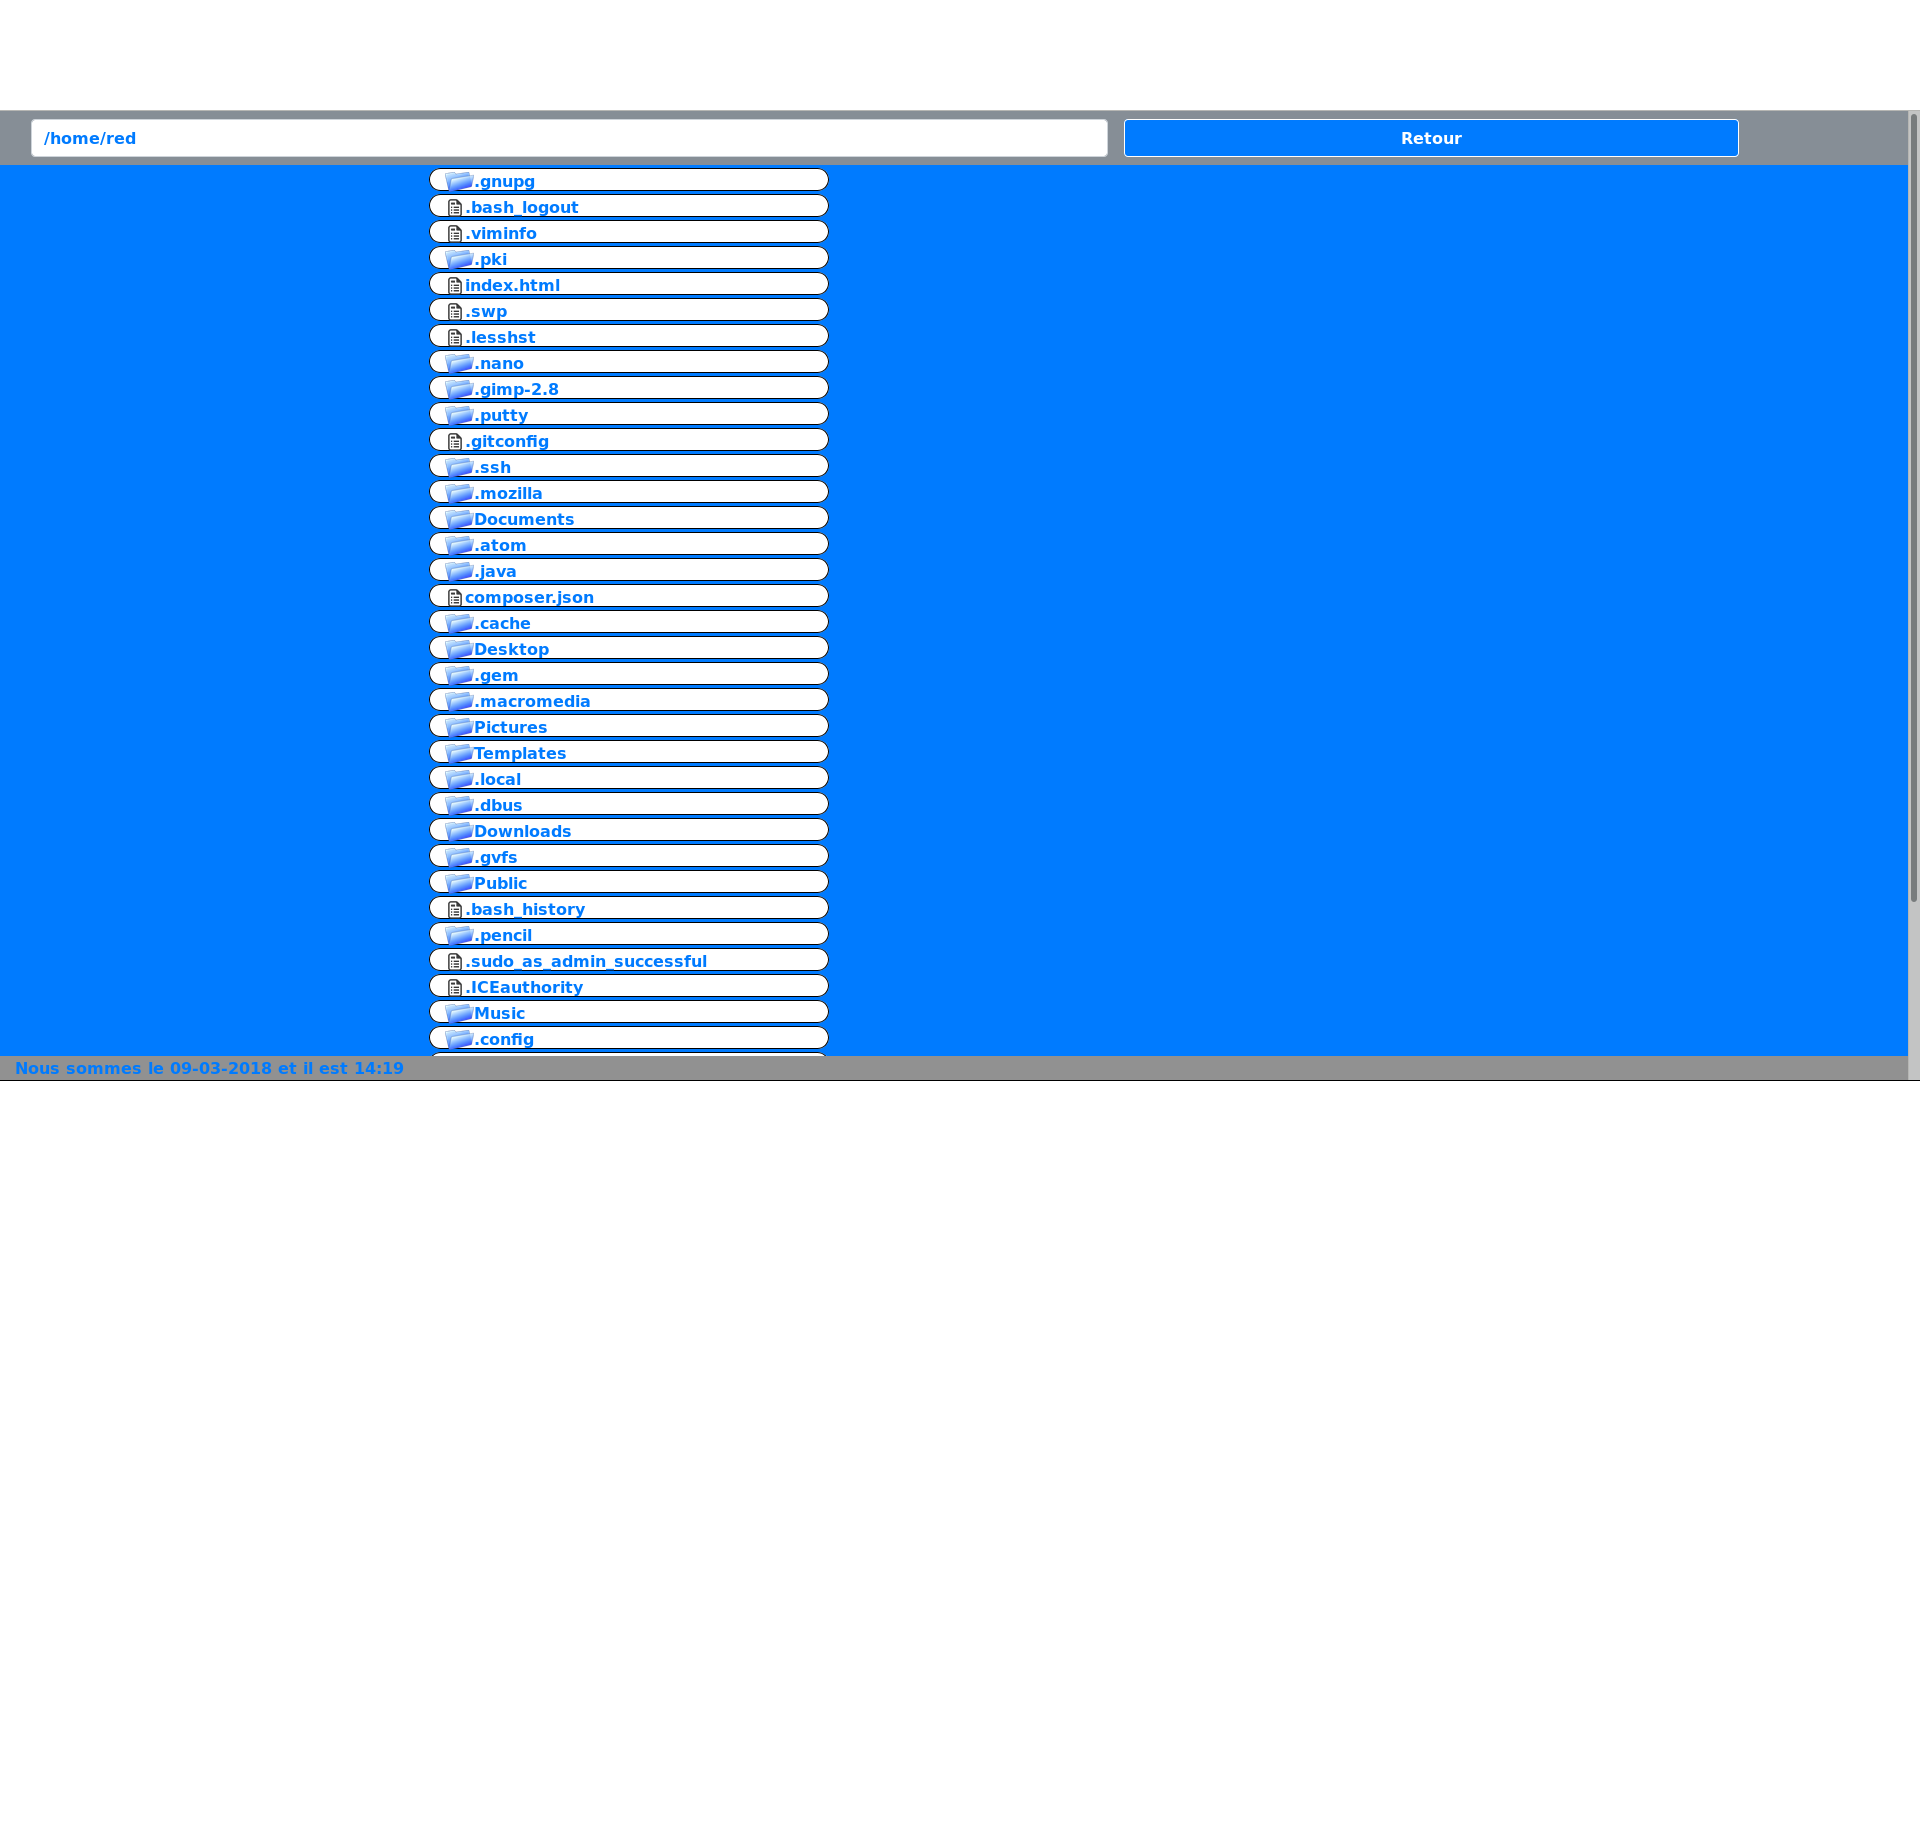 /home/red
Retour
.gnupg
.bash_logout
.viminfo
.pki
index.html
.swp
.lesshst
.nano
.gimp-2.8
.putty
.gitconfig
.ssh
.mozilla
Documents
.atom
.java
composer.json
.cache
Desktop
.gem
.macromedia
Pictures
Templates
.local
.dbus
Downloads
.gvfs
Public
.bash_history
.pencil
.sudo_as_admin_successful
.ICEauthority
Music
.config
Nous sommes le 09-03-2018 et il est 14:19